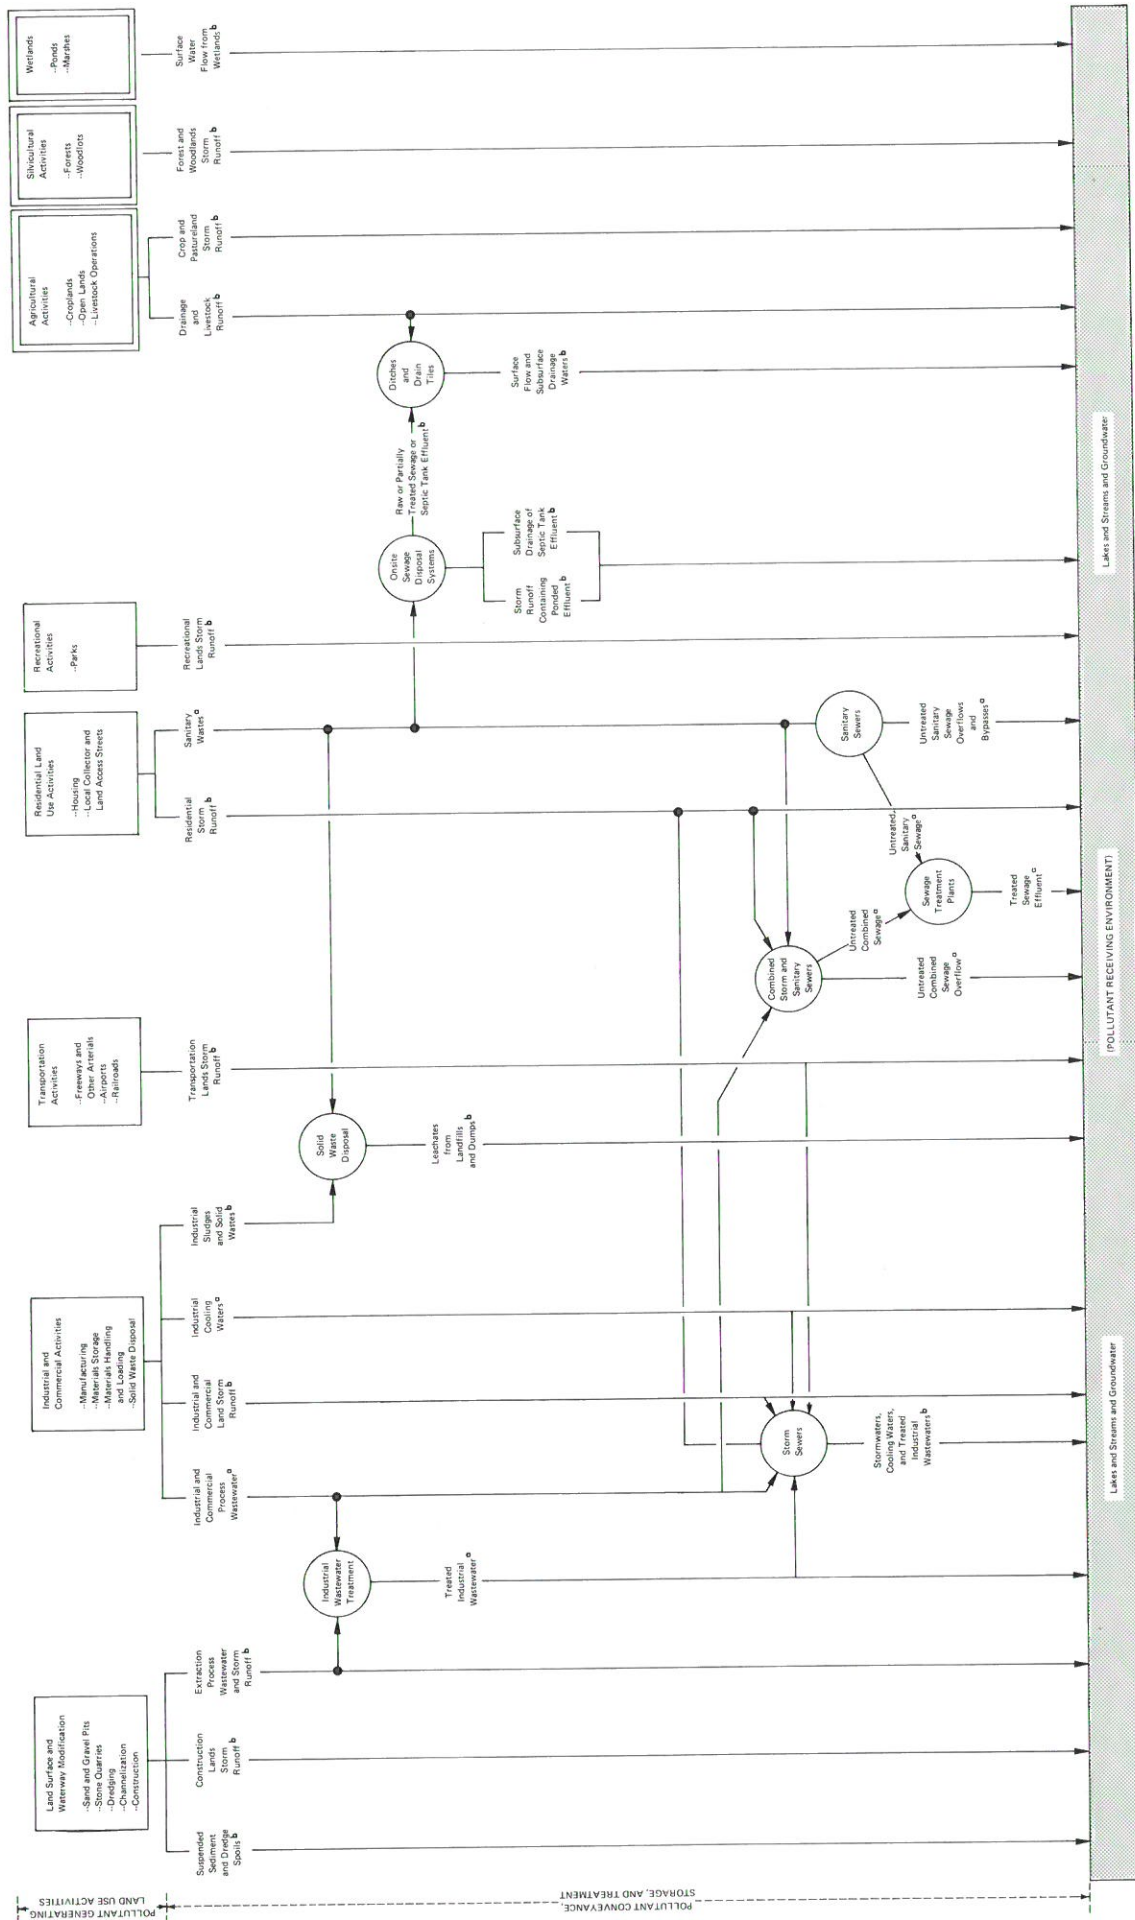 POLLUTANT GENERATING
LAND USE ACTIVITIES
POLLUTANT CONVEYANCE,
STORAGE, AND TREATMENT
Land Surface and
Waterway Modification
--Sand and Gravel Pits
--Stone Quarries
--Dredging
--Channelization
--Construction
Industrial and
Commercial Activities
--Manufacturing
--Materials Storage
--Materials Handling
and Loading
--Solid Waste Disposal
Transportation
Activities
--Freeways and
Other Arterials
--Airports
--Railroads
Residential Land
Use Activities
--Housing
--Local Collector and
Land Access Streets
Recreational
Activities
--Parks
Agricultural
Activities
--Croplands
--Open Lands
--Livestock Operations
Silvicultural
Activities
--Forests
--Woodlots
Wetlands
--Ponds
--Marshes
Suspended
Sediment
and Dredge
Spoils b
Construction
Lands
Storm
Runoff b
Extraction
Process
Wastewater
and Storm
Runoff b
Industrial and
Commercial
Process
Wastewater a
Industrial and
Commercial
Land Storm
Runoff b
Industrial
Cooling
Waters a
Industrial
Sludges
and Solid
Wastes b
Transportation
Lands Storm
Runoff b
Residential
Storm
Runoff b
Sanitary
Wastes a
Recreational
Lands Storm
Runoff b
Drainage
and
Livestock
Runoff b
Crop and
Pastureland
Storm
Runoff b
Forest and
Woodlands
Storm
Runoff b
Surface
Water
Flow from
Wetlands b
Industrial
Wastewater
Treatment
Solid
Waste
Disposal
Onsite
Sewage
Disposal
Systems
Raw or Partially
Treated Sewage or
Septic Tank Effluent b
Ditches
and
Drain
Tiles
Treated
Industrial
Wastewater a
Leachates
from
Landfills
and Dumps b
Storm
Runoff
Containing
Ponded
Effluent b
Subsurface
Drainage of
Septic Tank
Effluent b
Surface
Flow and
Subsurface
Drainage
Waters b
Storm
Sewers
Combined
Storm and
Sanitary
Sewers
Sanitary
Sewers
Stormwaters,
Cooling Waters,
and Treated
Industrial
Wastewaters b
Untreated
Combined
Sewage a
Untreated
Sanitary
Sewage a
Sewage
Treatment
Plants
Untreated
Combined
Sewage
Overflow a
Treated
Sewage
Effluent a
Untreated
Sanitary
Sewage
Overflows
and
Bypasses a
Lakes and Streams and Groundwater
(POLLUTANT RECEIVING ENVIRONMENT)
Lakes and Streams and Groundwater